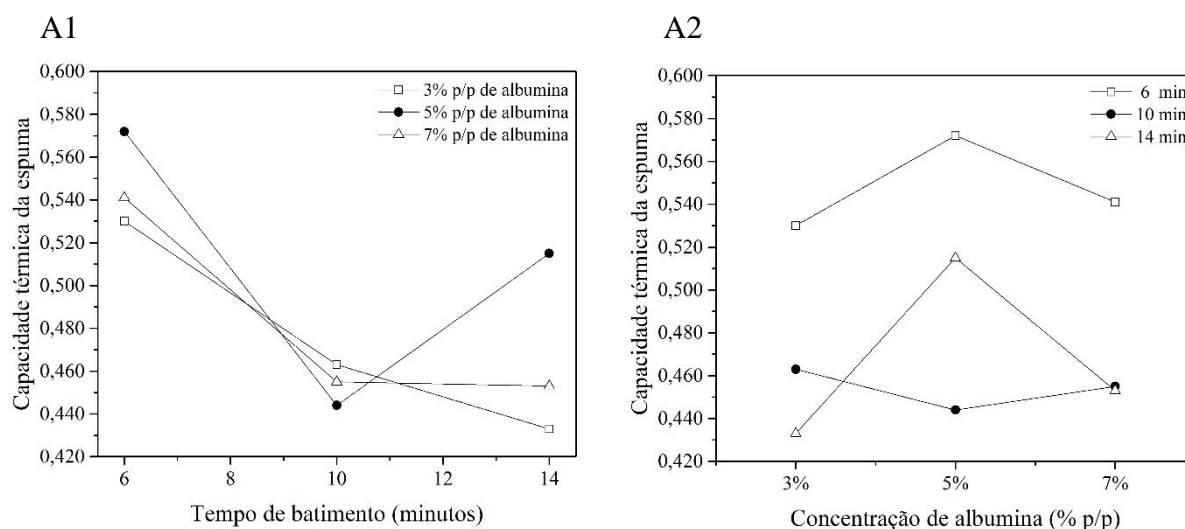 A1
Capacidade térmica da espuma
0,600
0,580
0,560
0,540
0,520
0,500
0,480
0,460
0,440
0,420
3% p/p de albumina
5% p/p de albumina
7% p/p de albumina
6
8
10
12
14
Tempo de batimento (minutos)
A2
Capacidade térmica da espuma
0,600
0,580
0,560
0,540
0,520
0,500
0,480
0,460
0,440
0,420
6 min
10 min
14 min
3%
5%
7%
Concentração de albumina (% p/p)